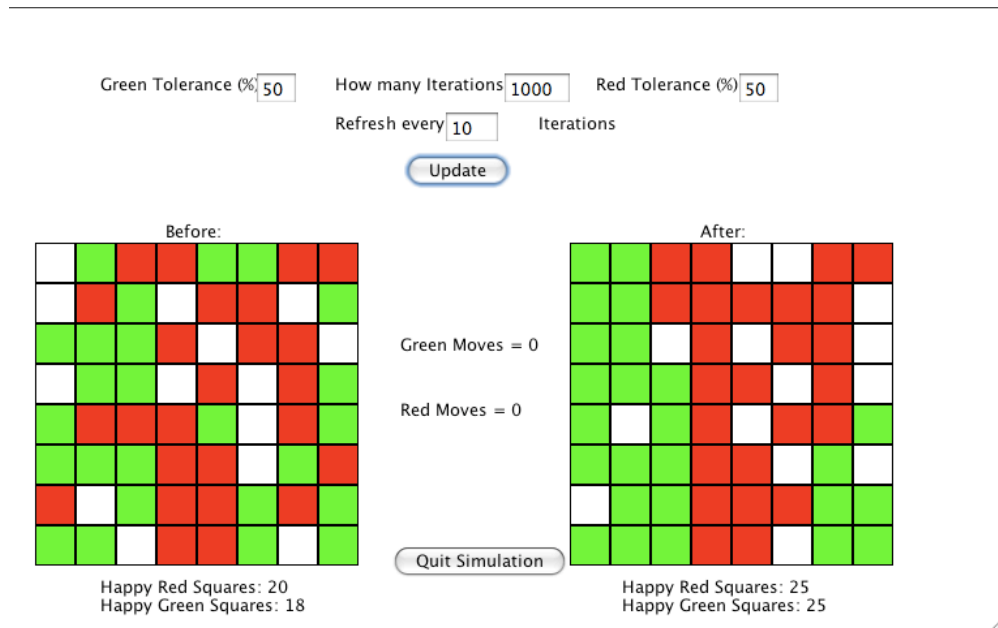 Green Tolerance (%) 50 How many Iterations 1000 Red Tolerance (%) 50
Refresh every 10 Iterations
Update
Before: After:
Green Moves = 0
Red Moves = 0
Quit Simulation
Happy Red Squares: 20 Happy Red Squares: 25
Happy Green Squares: 18 Happy Green Squares: 25